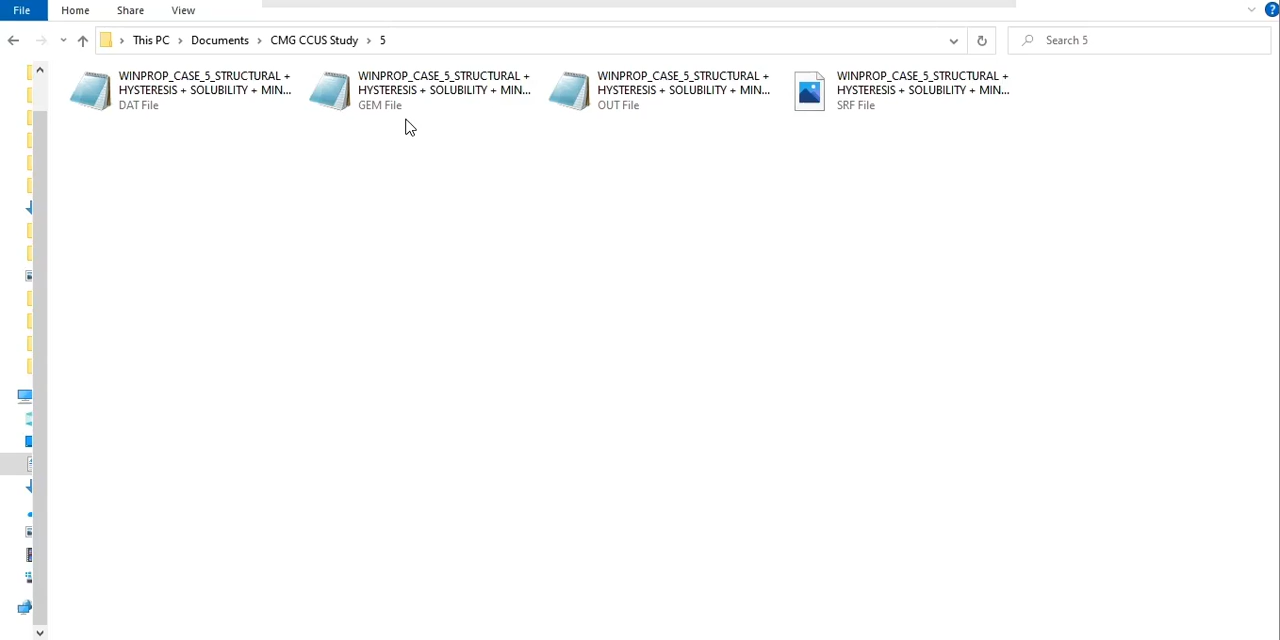 File Home Share View
This PC Documents CMG CCUS Study 5 Search 5
WINPROP_CASE_5_STRUCTURAL +
HYSTERESIS + SOLUBILITY + MIN...
DAT File
WINPROP_CASE_5_STRUCTURAL +
HYSTERESIS + SOLUBILITY + MIN...
GEM File
WINPROP_CASE_5_STRUCTURAL +
HYSTERESIS + SOLUBILITY + MIN...
OUT File
WINPROP_CASE_5_STRUCTURAL +
HYSTERESIS + SOLUBILITY + MIN...
SRF File